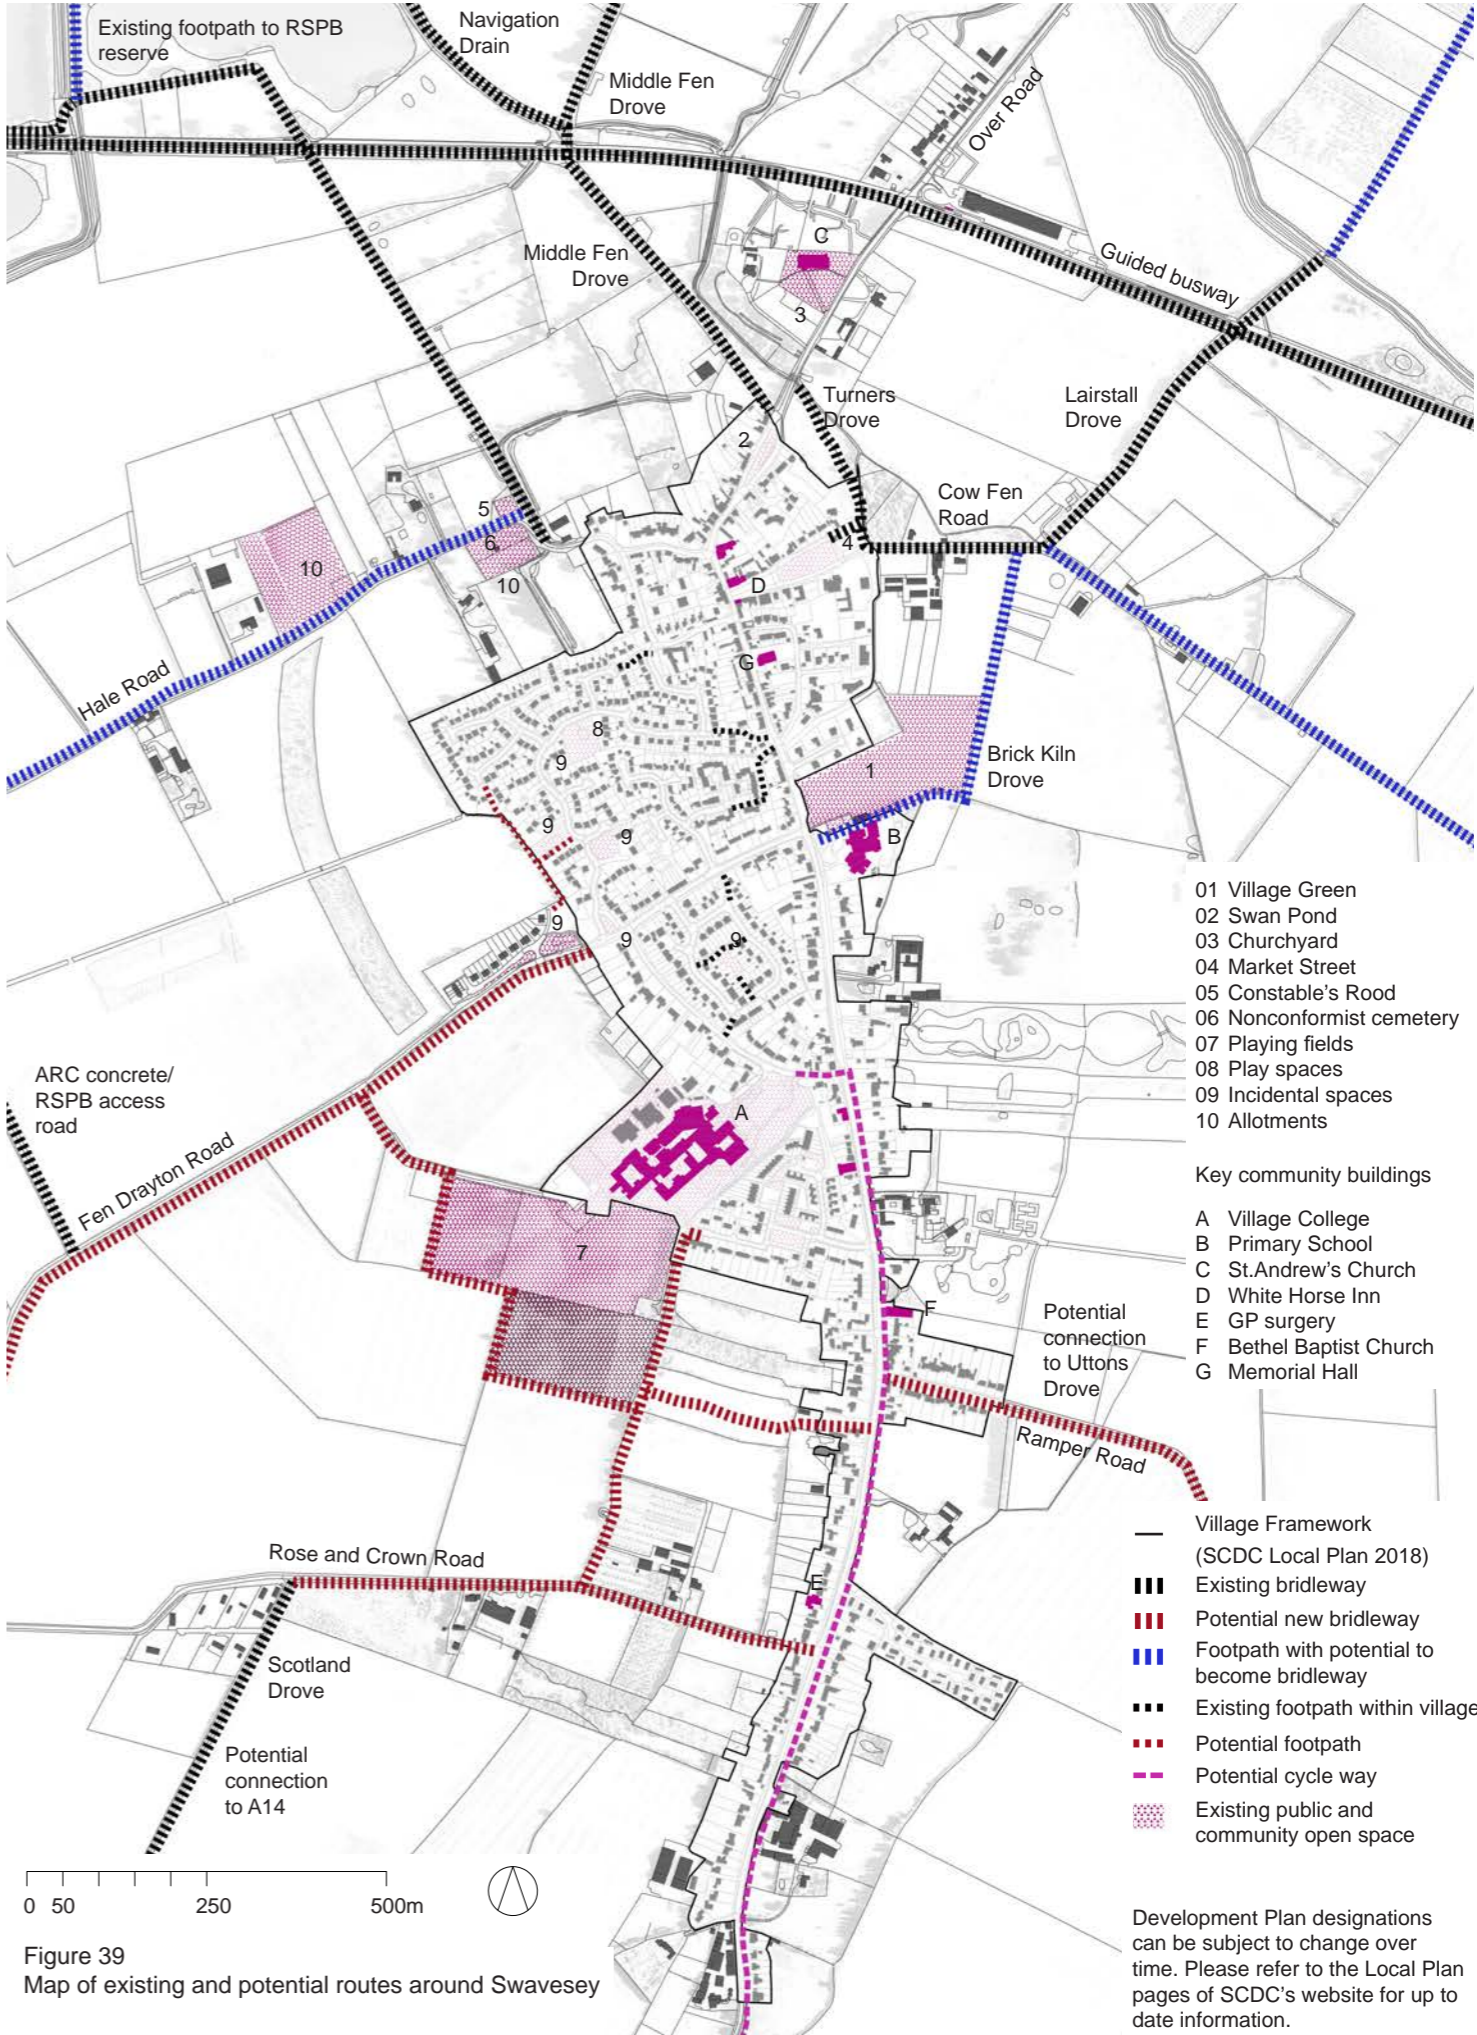 Existing footpath to RSPB
reserve
Navigation
Drain
Middle Fen
Drove
Over Road
C
Middle Fen
Drove
Guided busway
3
Turners
Drove
Lairstall
Drove
2
5
Cow Fen
Road
6
4
10
10
D
G
Hale Road
8
9
1
Brick Kiln
Drove
9
9
B
9
9
9
01 Village Green
02 Swan Pond
03 Churchyard
04 Market Street
05 Constable's Rood
06 Nonconformist cemetery
07 Playing fields
08 Play spaces
09 Incidental spaces
10 Allotments
ARC concrete/
RSPB access
road
A
Fen Drayton Road
Key community buildings
A Village College
B Primary School
C St.Andrew's Church
D White Horse Inn
E GP surgery
F Bethel Baptist Church
G Memorial Hall
7
F
Potential
connection
to Uttons
Drove
Ramper Road
Rose and Crown Road
E
Scotland
Drove
Potential
connection
to A14
Village Framework
(SCDC Local Plan 2018)
Existing bridleway
Potential new bridleway
Footpath with potential to
become bridleway
Existing footpath within village
Potential footpath
Potential cycle way
Existing public and
community open space
0 50 250 500m
Figure 39
Map of existing and potential routes around Swavesey
Development Plan designations
can be subject to change over
time. Please refer to the Local Plan
pages of SCDC's website for up to
date information.